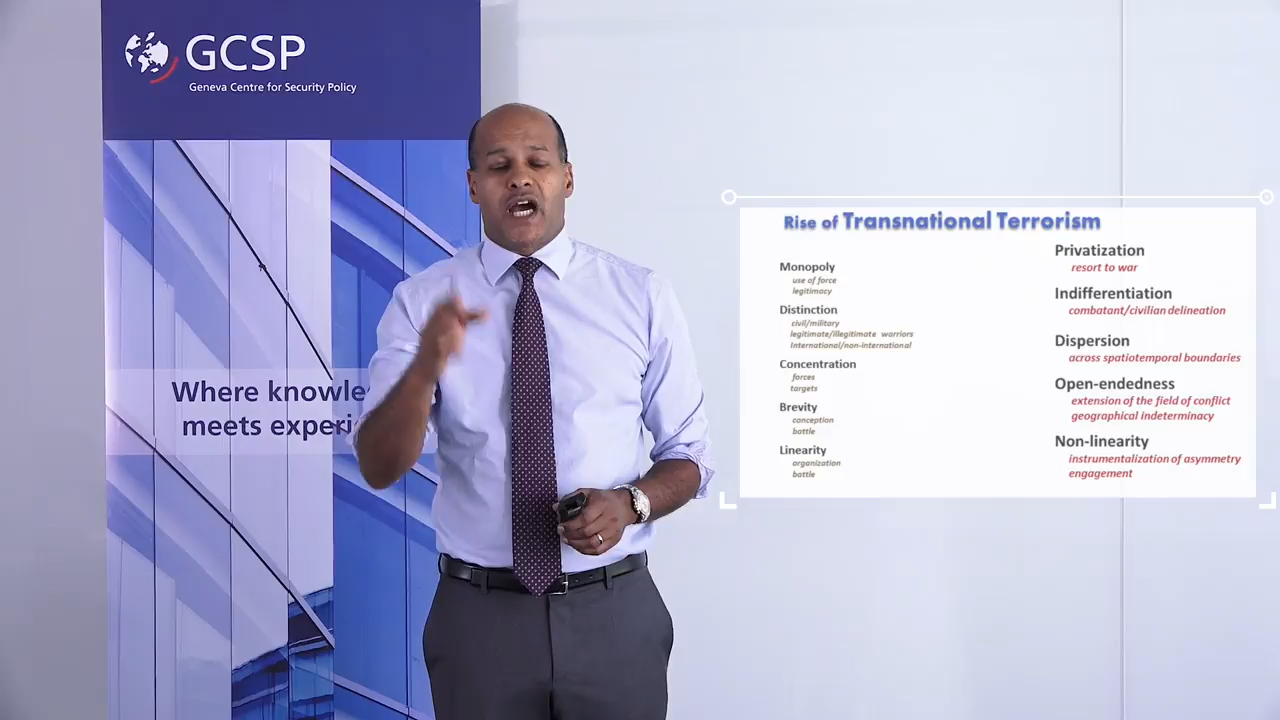 GCSP
Geneva Centre for Security Policy
Where knowle
meets experi
Rise of Transnational Terrorism
Monopoly
use of force
legitimacy
Distinction
civil/military
legitimate/illegitimate warriors
International/non-international
Concentration
forces
targets
Brevity
conception
battle
Linearity
organization
battle
Privatization
resort to war
Indifferentiation
combatant/civilian delineation
Dispersion
across spatiotemporal boundaries
Open-endedness
extension of the field of conflict
geographical indeterminacy
Non-linearity
instrumentalization of asymmetry
engagement